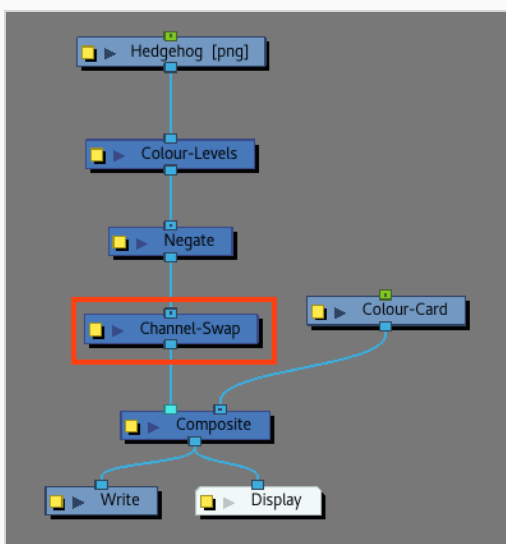 Hedgehog [png]
Colour-Levels
Negate
Colour-Card
Channel-Swap
Composite
Write
Display